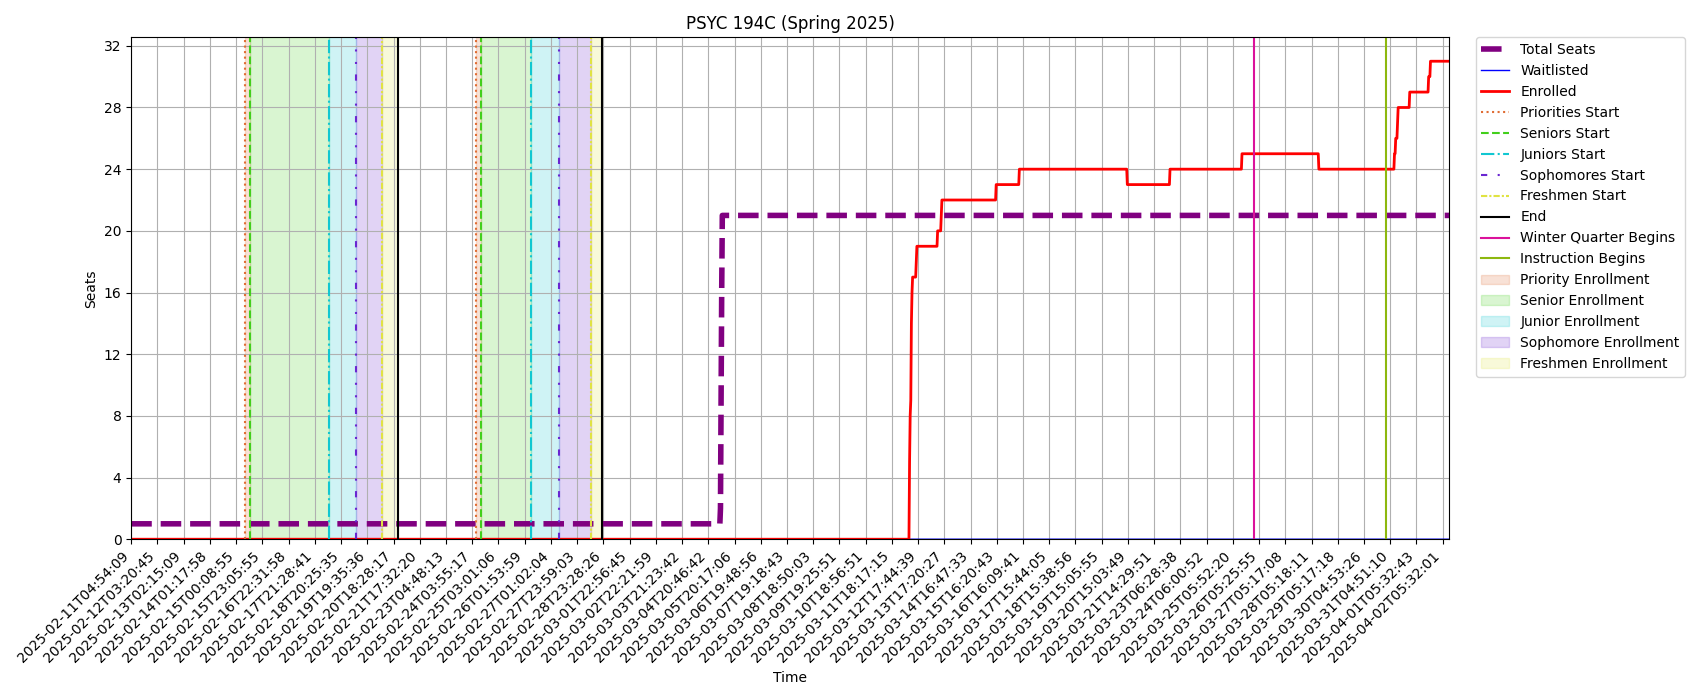 PSYC 194C (Spring 2025)
32
28
24
20
16
12
8
4
0
Seats
2025-02-11T04:54:09
2025-02-12T03:20:45
2025-02-13T02:15:09
2025-02-14T01:17:58
2025-02-15T00:08:55
2025-02-15T23:05:55
2025-02-16T22:31:58
2025-02-17T21:28:41
2025-02-18T20:25:35
2025-02-19T19:35:36
2025-02-20T18:28:17
2025-02-21T17:32:20
2025-02-23T04:48:13
2025-02-24T03:55:17
2025-02-25T03:01:06
2025-02-26T01:53:59
2025-02-27T01:02:04
2025-02-27T23:59:03
2025-02-28T23:28:26
2025-03-01T22:56:45
2025-03-02T22:21:59
2025-03-03T21:23:42
2025-03-04T20:46:42
2025-03-05T20:17:06
2025-03-06T19:48:56
2025-03-07T19:18:43
2025-03-08T18:50:03
2025-03-09T19:25:51
2025-03-10T18:56:51
2025-03-11T18:17:15
2025-03-12T17:44:39
2025-03-13T17:20:27
2025-03-14T16:47:33
2025-03-15T16:20:43
2025-03-16T16:09:41
2025-03-17T15:44:05
2025-03-18T15:38:56
2025-03-19T15:05:55
2025-03-20T15:03:49
2025-03-21T14:29:51
2025-03-23T06:28:38
2025-03-24T06:00:52
2025-03-25T05:52:20
2025-03-26T05:25:55
2025-03-27T05:17:08
2025-03-28T05:18:11
2025-03-29T05:17:18
2025-03-30T04:53:26
2025-03-31T04:51:10
2025-04-01T05:32:43
2025-04-02T05:32:01
Time
Total Seats
Waitlisted
Enrolled
Priorities Start
Seniors Start
Juniors Start
Sophomores Start
Freshmen Start
End
Winter Quarter Begins
Instruction Begins
Priority Enrollment
Senior Enrollment
Junior Enrollment
Sophomore Enrollment
Freshmen Enrollment